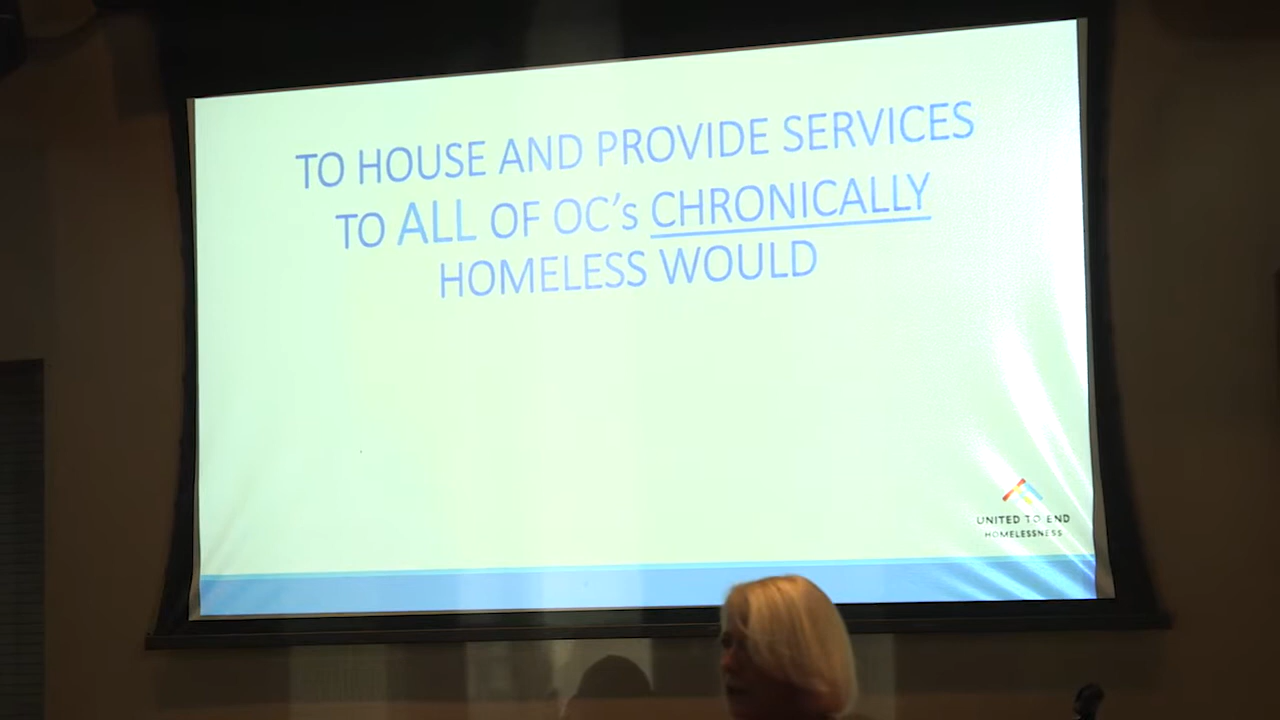 TO HOUSE AND PROVIDE SERVICES
TO ALL OF OC's CHRONICALLY
HOMELESS WOULD
UNITED TO END
HOMELESSNESS